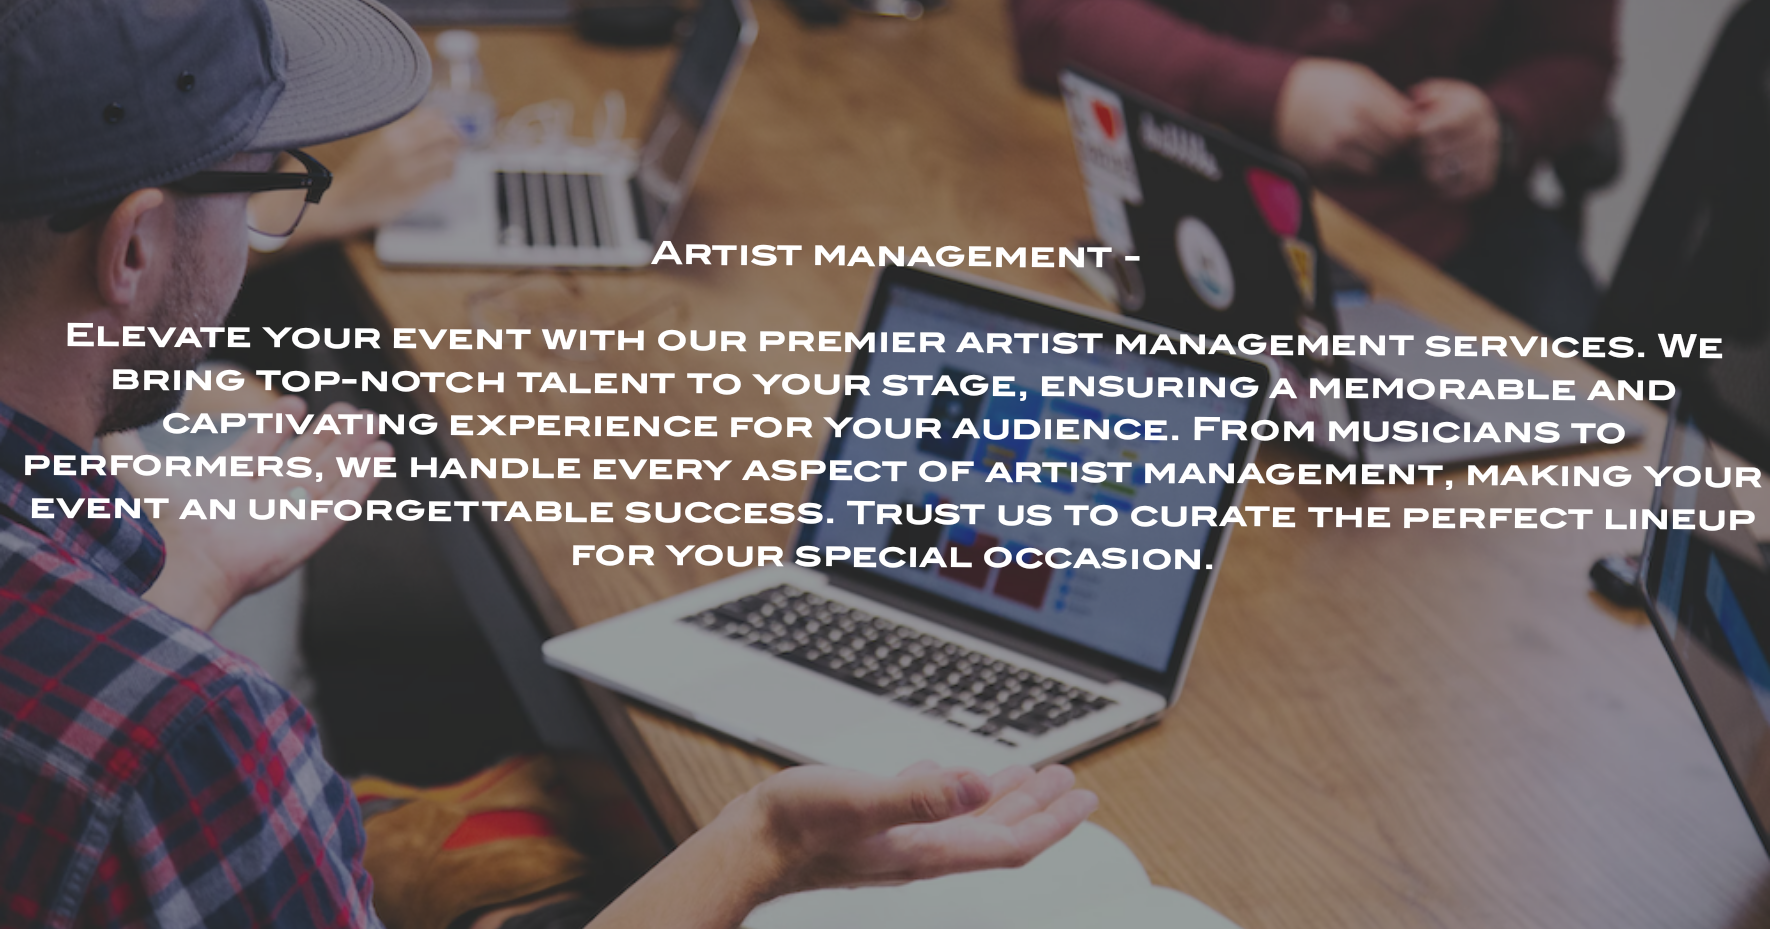 Artist management -
Elevate your event with our premier artist management services. We
bring top-notch talent to your stage, ensuring a memorable and
captivating experience for your audience. From musicians to
performers, we handle every aspect of artist management, making your
event an unforgettable success. Trust us to curate the perfect lineup
for your special occasion.